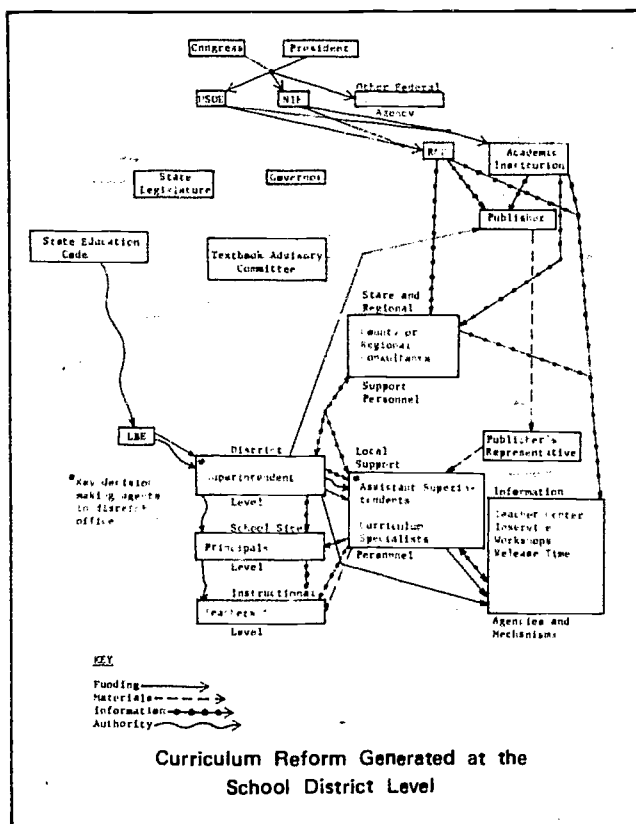 Congress President
USOE NIE Other Federal
Agency
Academic
Institution
State
Legislature
Governor
Publisher
State Education
Code
Textbook Advisory
Committee
State and
Regional
County or
Regional
Consultants
Support
Personnel
LBE
District
Superintendent
Level
Local
Support
Publisher's
Representative
*Key decision
making agents
in district
office
Assistant Superin-
tendents
Curriculum
Specialists
Personnel
Information
Teacher Center
Inservice
Workshops
Release Time
Agencies and
Mechanisms
School Site
Principals
Level
Instructional
Teachers
Level
KEY
Funding
Materials
Information
Authority
Curriculum Reform Generated at the
School District Level